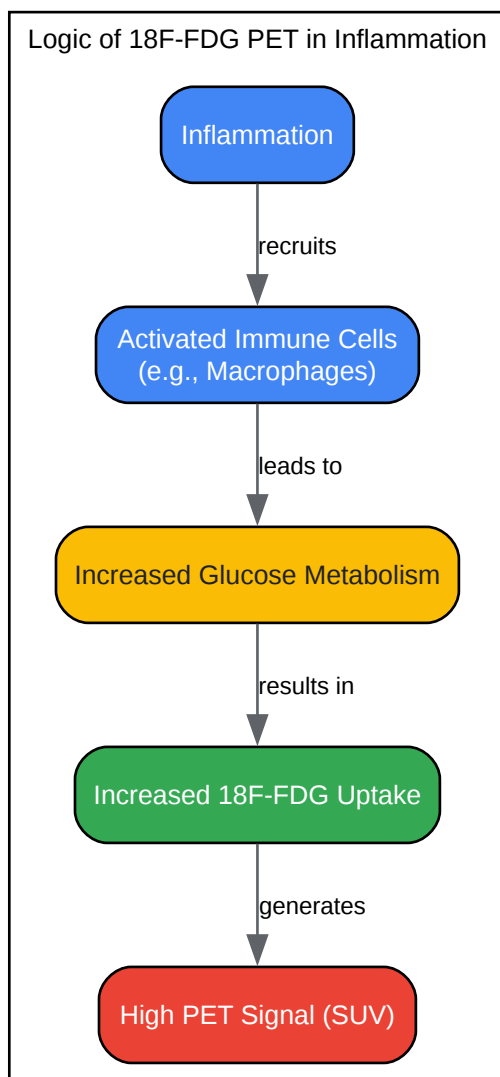 Logic of 18F-FDG PET in Inflammation
Inflammation
recruits
Activated Immune Cells
(e.g., Macrophages)
leads to
Increased Glucose Metabolism
results in
Increased 18F-FDG Uptake
generates
High PET Signal (SUV)